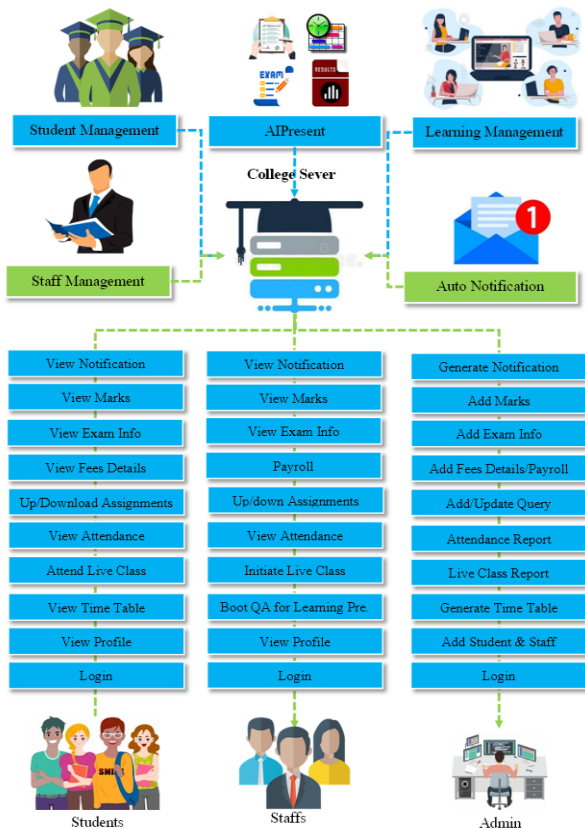 EXAM
RESULTS
Student Management
AIPresent
Learning Management
College Sever
1
Staff Management
Auto Notification
View Notification
View Marks
View Exam Info
View Fees Details
Up/Download Assignments
View Attendance
Attend Live Class
View Time Table
View Profile
Login
View Notification
View Marks
View Exam Info
Payroll
Up/down Assignments
View Attendance
Initiate Live Class
Boot QA for Learning Pre.
View Profile
Login
Generate Notification
Add Marks
Add Exam Info
Add Fees Details/Payroll
Add/Update Query
Attendance Report
Live Class Report
Generate Time Table
Add Student & Staff
Login
Students
Staffs
Admin